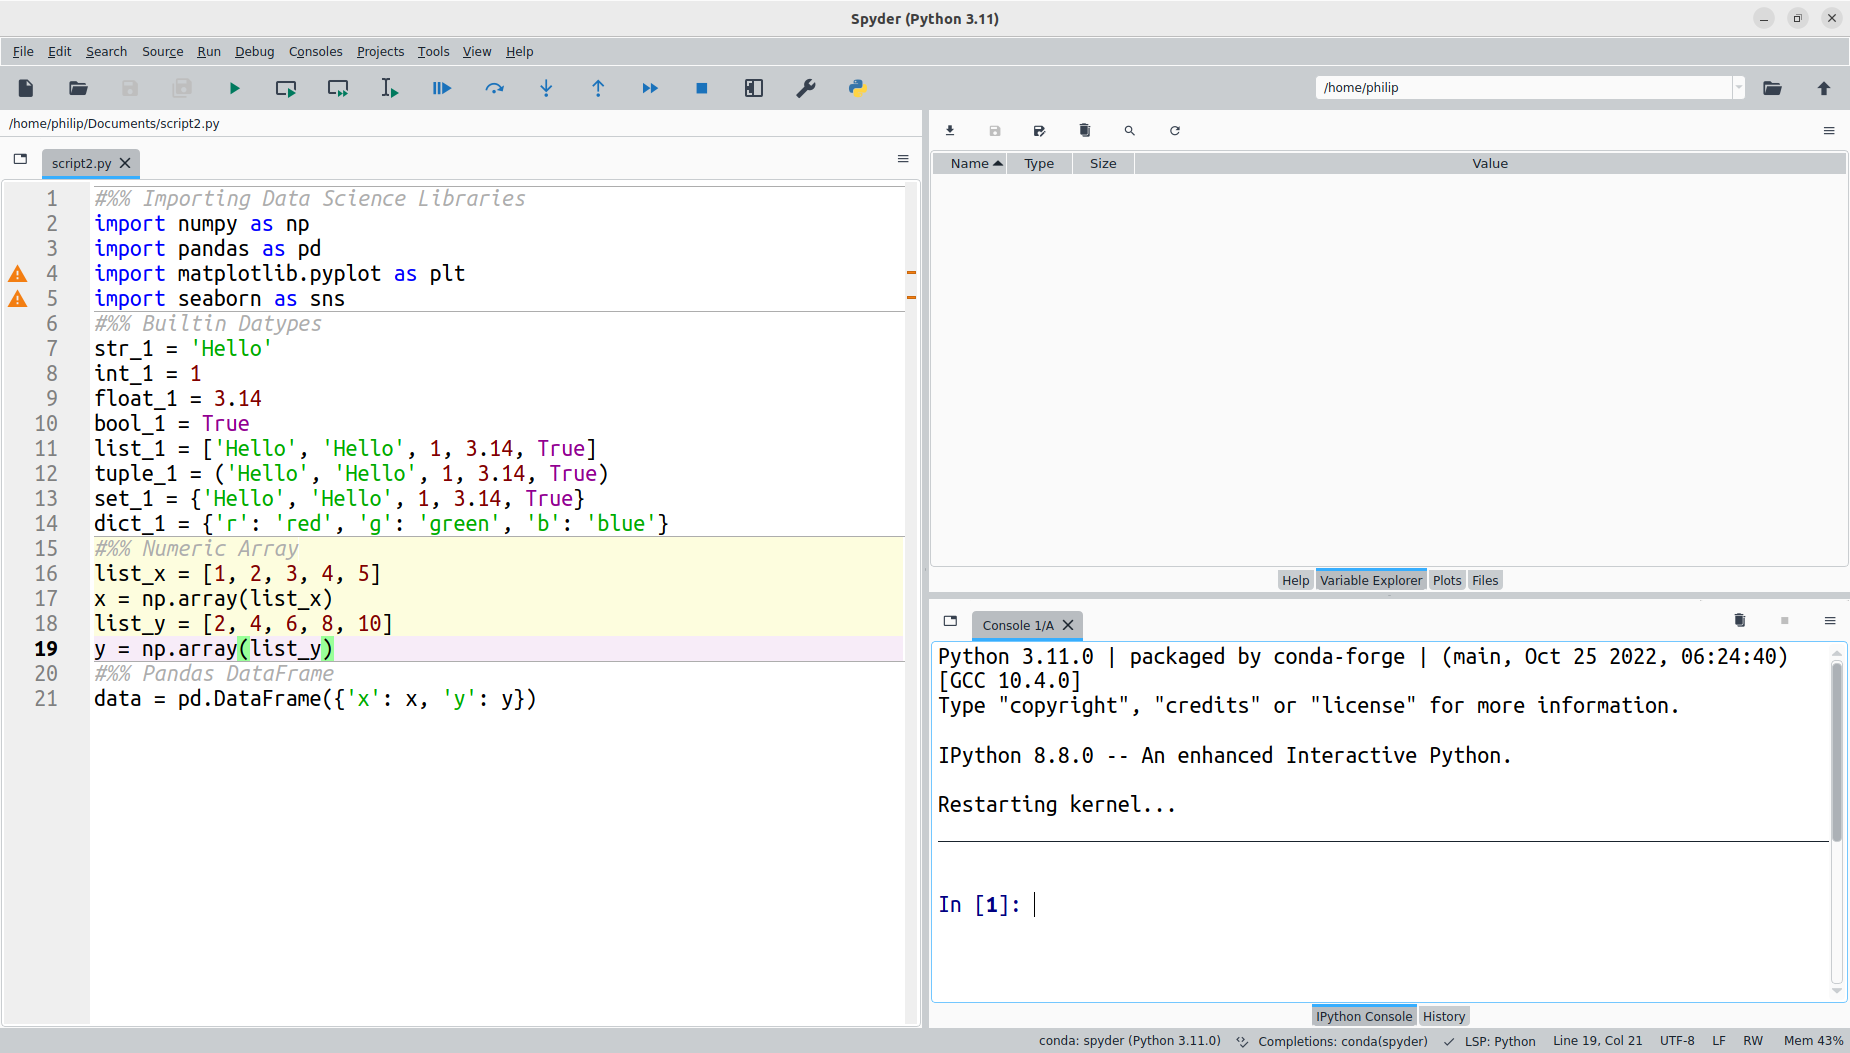 Spyder (Python 3.11)
File Edit Search Source Run Debug Consoles Projects Tools View Help
/home/philip
/home/philip/Documents/script2.py
script2.py
1 #%% Importing Data Science Libraries
2 import numpy as np
3 import pandas as pd
4 import matplotlib.pyplot as plt
5 import seaborn as sns
6 #%% Builtin Datypes
7 str_1 = 'Hello'
8 int_1 = 1
9 float_1 = 3.14
10 bool_1 = True
11 list_1 = ['Hello', 'Hello', 1, 3.14, True]
12 tuple_1 = ('Hello', 'Hello', 1, 3.14, True)
13 set_1 = {'Hello', 'Hello', 1, 3.14, True}
14 dict_1 = {'r': 'red', 'g': 'green', 'b': 'blue'}
15 #%% Numeric Array
16 list_x = [1, 2, 3, 4, 5]
17 x = np.array(list_x)
18 list_y = [2, 4, 6, 8, 10]
19 y = np.array(list_y)
20 #%% Pandas DataFrame
21 data = pd.DataFrame({'x': x, 'y': y})
Name Type Size Value
Help Variable Explorer Plots Files
Console 1/A
Python 3.11.0 | packaged by conda-forge | (main, Oct 25 2022, 06:24:40)
[GCC 10.4.0]
Type "copyright", "credits" or "license" for more information.
IPython 8.8.0 -- An enhanced Interactive Python.
Restarting kernel...
In [1]:
IPython Console History
conda: spyder (Python 3.11.0) Completions: conda(spyder) LSP: Python Line 19, Col 21 UTF-8 LF RW Mem 43%